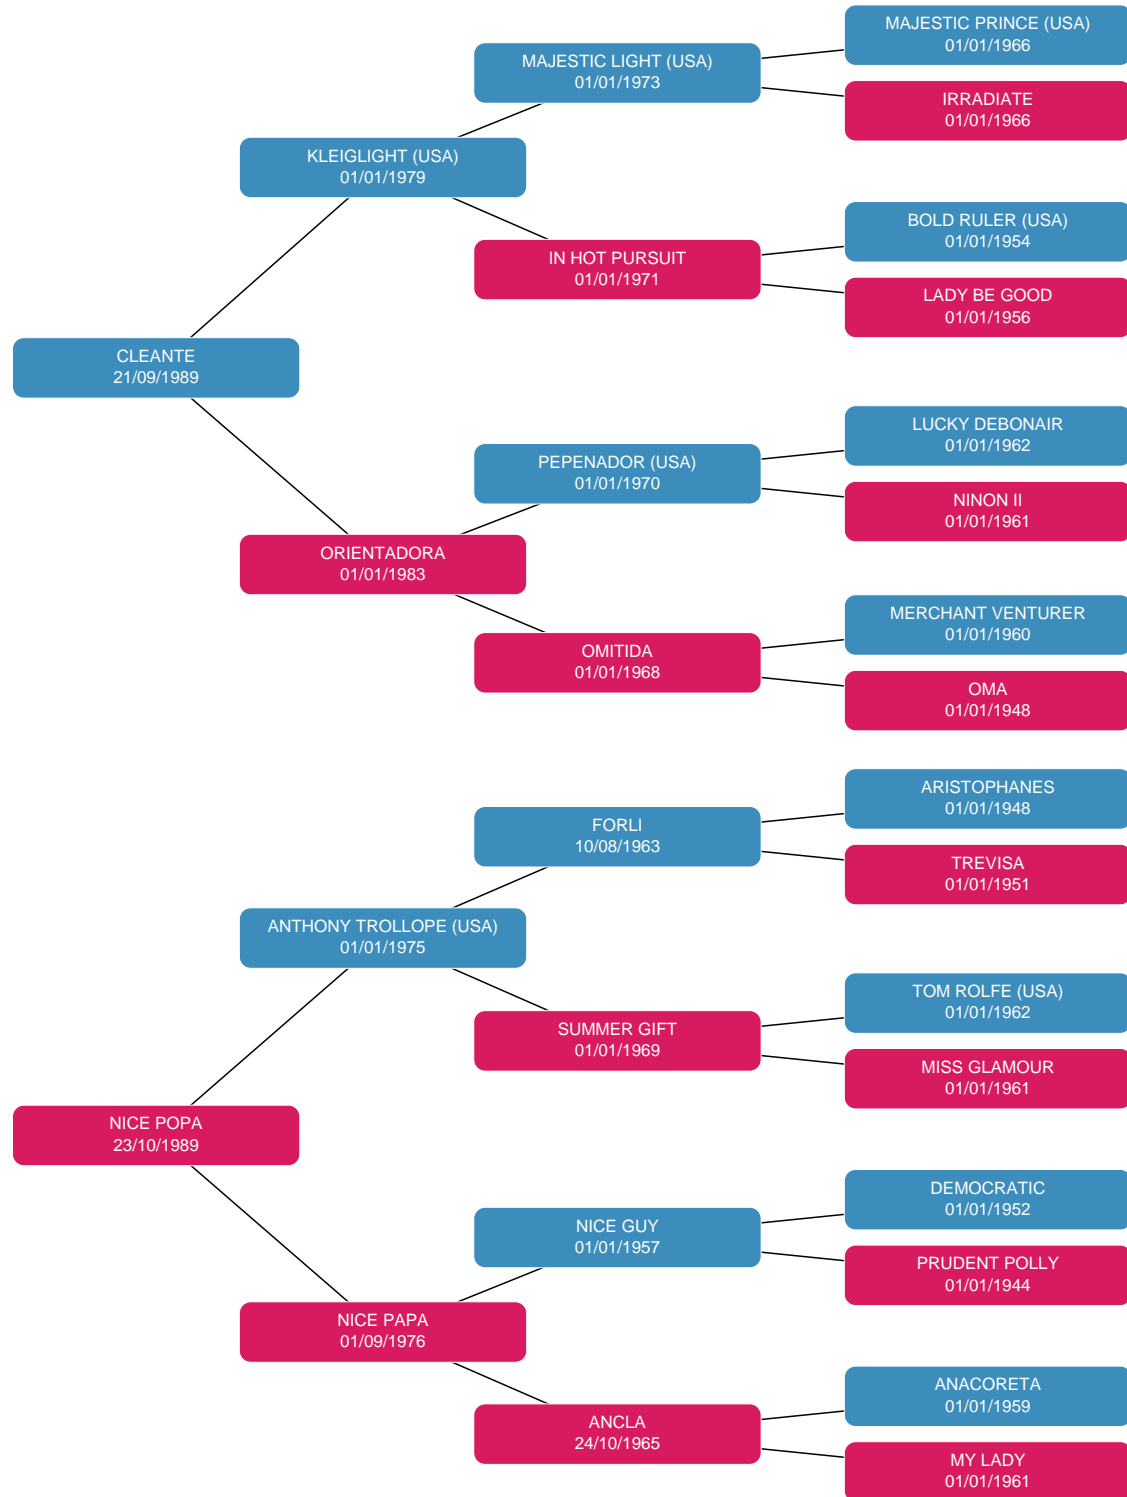 MAJESTIC PRINCE (USA)
01/01/1966
MAJESTIC LIGHT (USA)
01/01/1973
IRRADIATE
01/01/1966
KLEIGLIGHT (USA)
01/01/1979
BOLD RULER (USA)
01/01/1954
IN HOT PURSUIT
01/01/1971
LADY BE GOOD
01/01/1956
CLEANTE
21/09/1989
LUCKY DEBONAIR
01/01/1962
PEPENADOR (USA)
01/01/1970
NINON II
01/01/1961
ORIENTADORA
01/01/1983
MERCHANT VENTURER
01/01/1960
OMITIDA
01/01/1968
OMA
01/01/1948
ARISTOPHANES
01/01/1948
FORLI
10/08/1963
TREVISA
01/01/1951
ANTHONY TROLLOPE (USA)
01/01/1975
TOM ROLFE (USA)
01/01/1962
SUMMER GIFT
01/01/1969
MISS GLAMOUR
01/01/1961
NICE POPA
23/10/1989
DEMOCRATIC
01/01/1952
NICE GUY
01/01/1957
PRUDENT POLLY
01/01/1944
NICE PAPA
01/09/1976
ANACORETA
01/01/1959
ANCLA
24/10/1965
MY LADY
01/01/1961